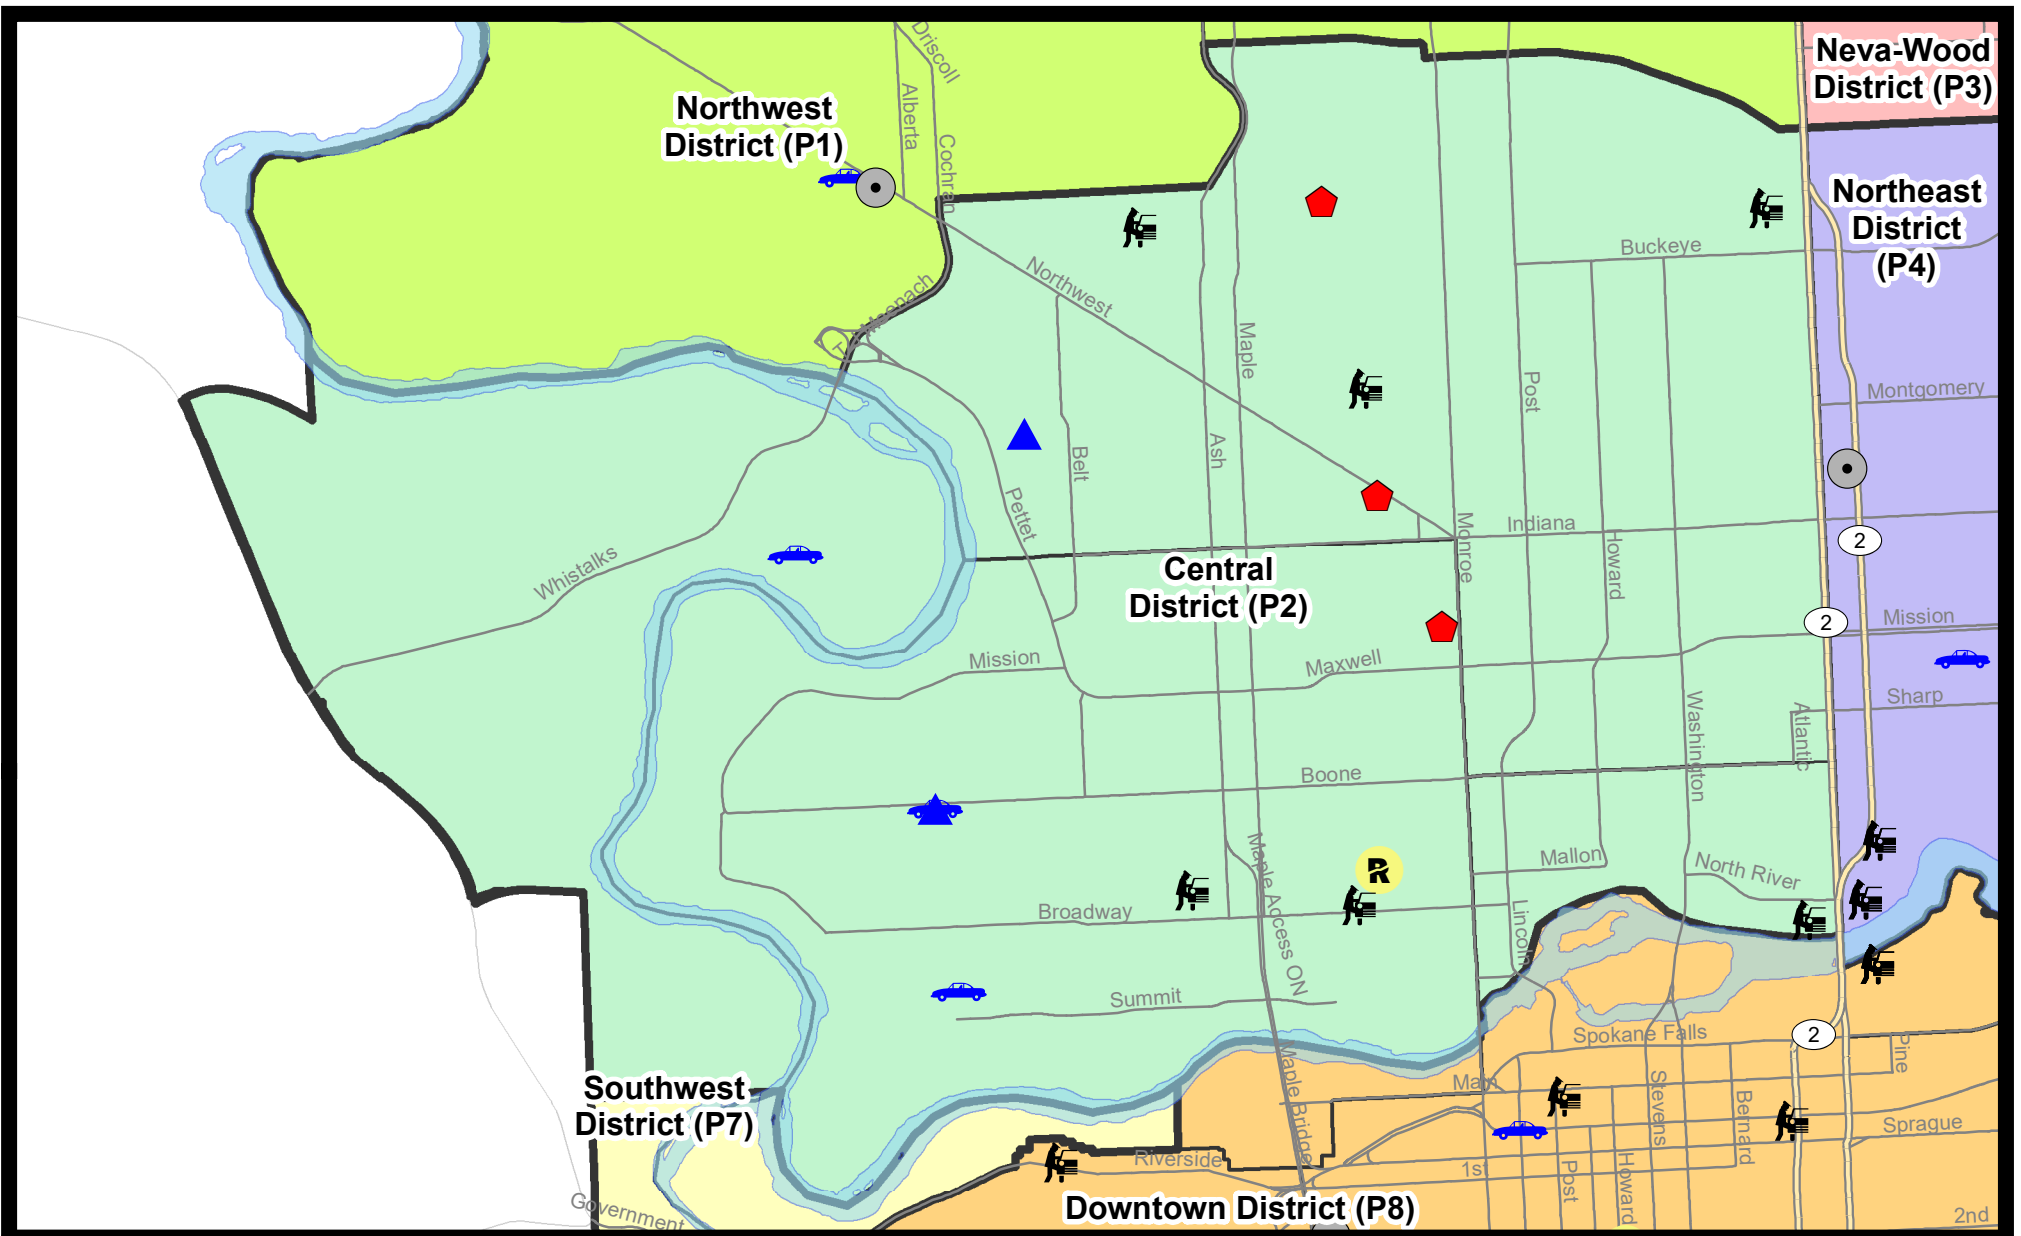 Neva-Wood
District (P3)
Driscoll
Northwest
District (P1)
Alberta
Cochran
Northeast
District
(P4)
Buckeye
Northwest
Maple
Post
Montgomery
Ash
Belt
Pettet
Indiana
Monroe
Howard
2
Whistalks
Central
District (P2)
2
Mission
Mission
Maxwell
Sharp
Washington
Atlantic
Boone
Maple Access ON
Mallon
North River
R
Broadway
Lincoln
Summit
Spokane Falls
2
Pine
Maple Bridge
Main
Stevens
Bernard
Southwest
District (P7)
Sprague
Riverside
1st
Post
Howard
Government
Downtown District (P8)
2nd